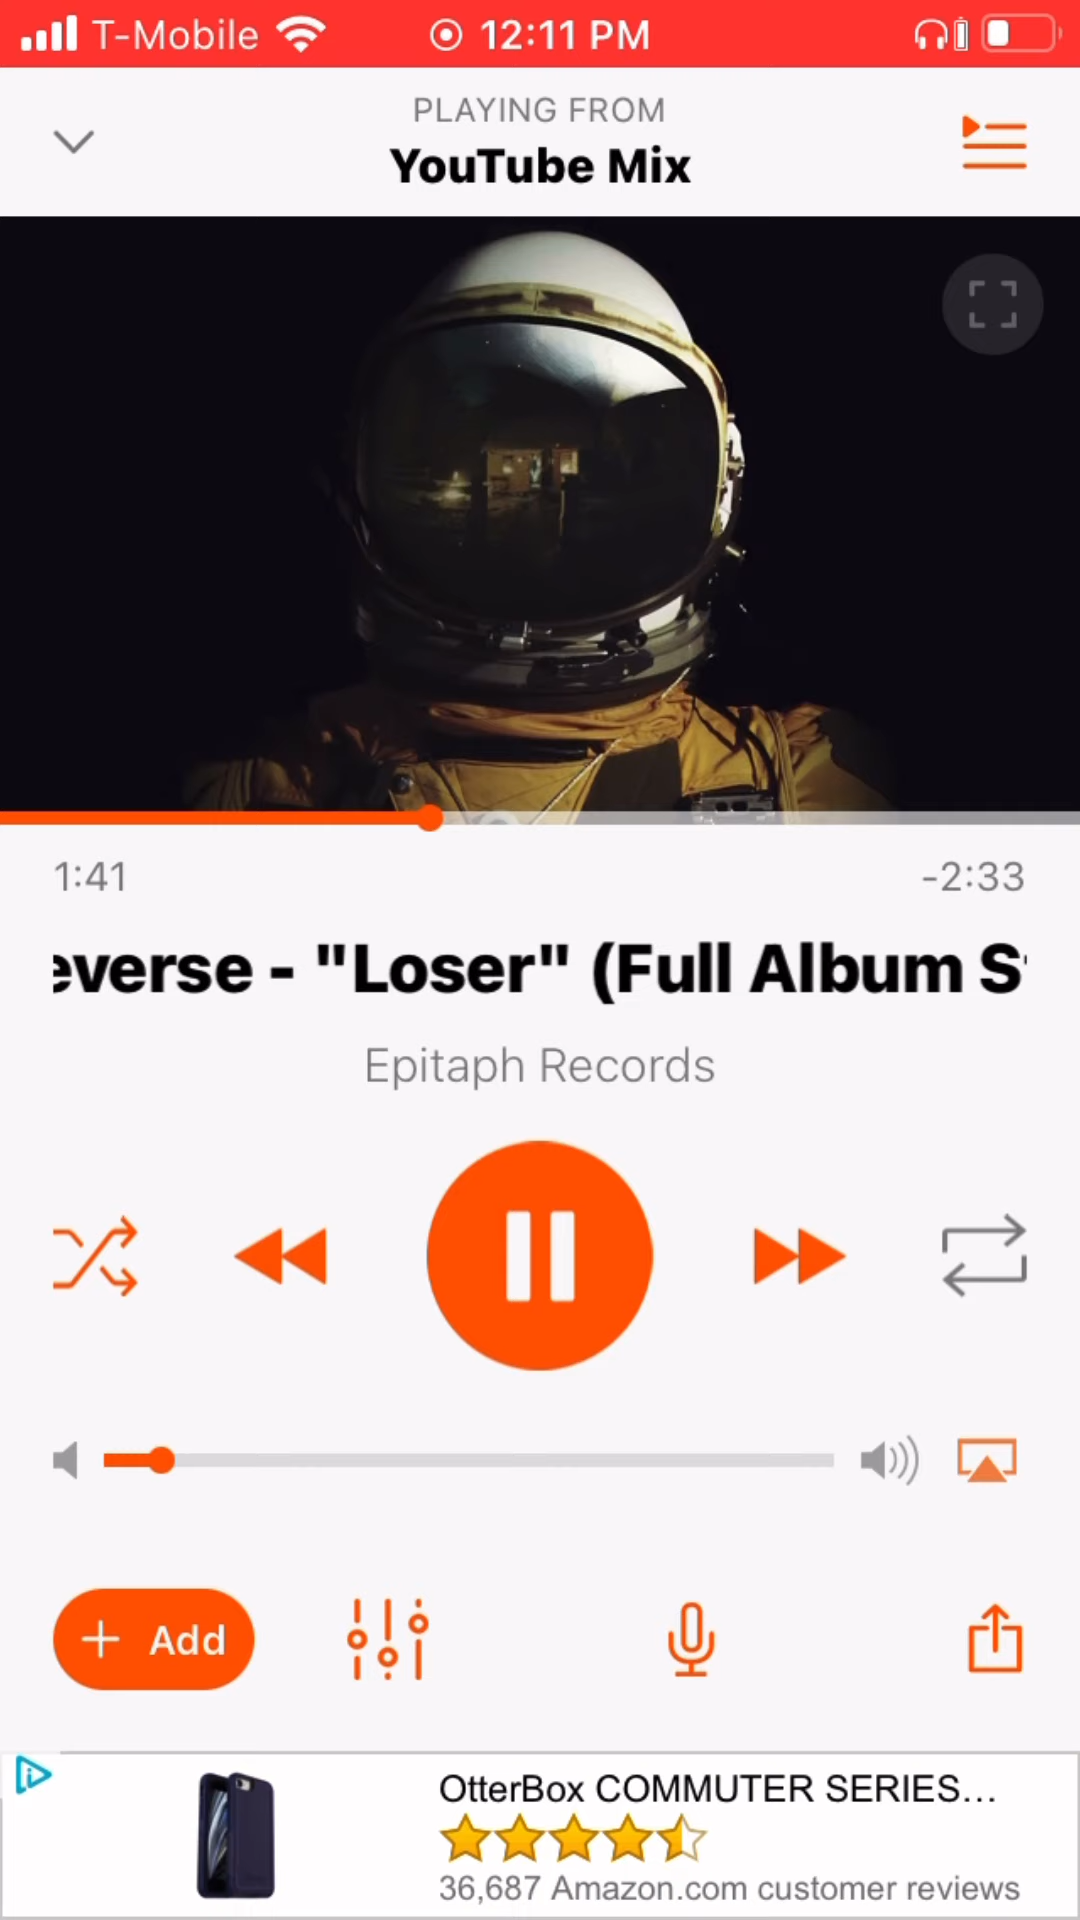 T-Mobile 12:11 PM
PLAYING FROM
YouTube Mix
1:41 -2:33
everse - "Loser" (Full Album S
Epitaph Records
+ Add
OtterBox COMMUTER SERIES...
36,687 Amazon.com customer reviews